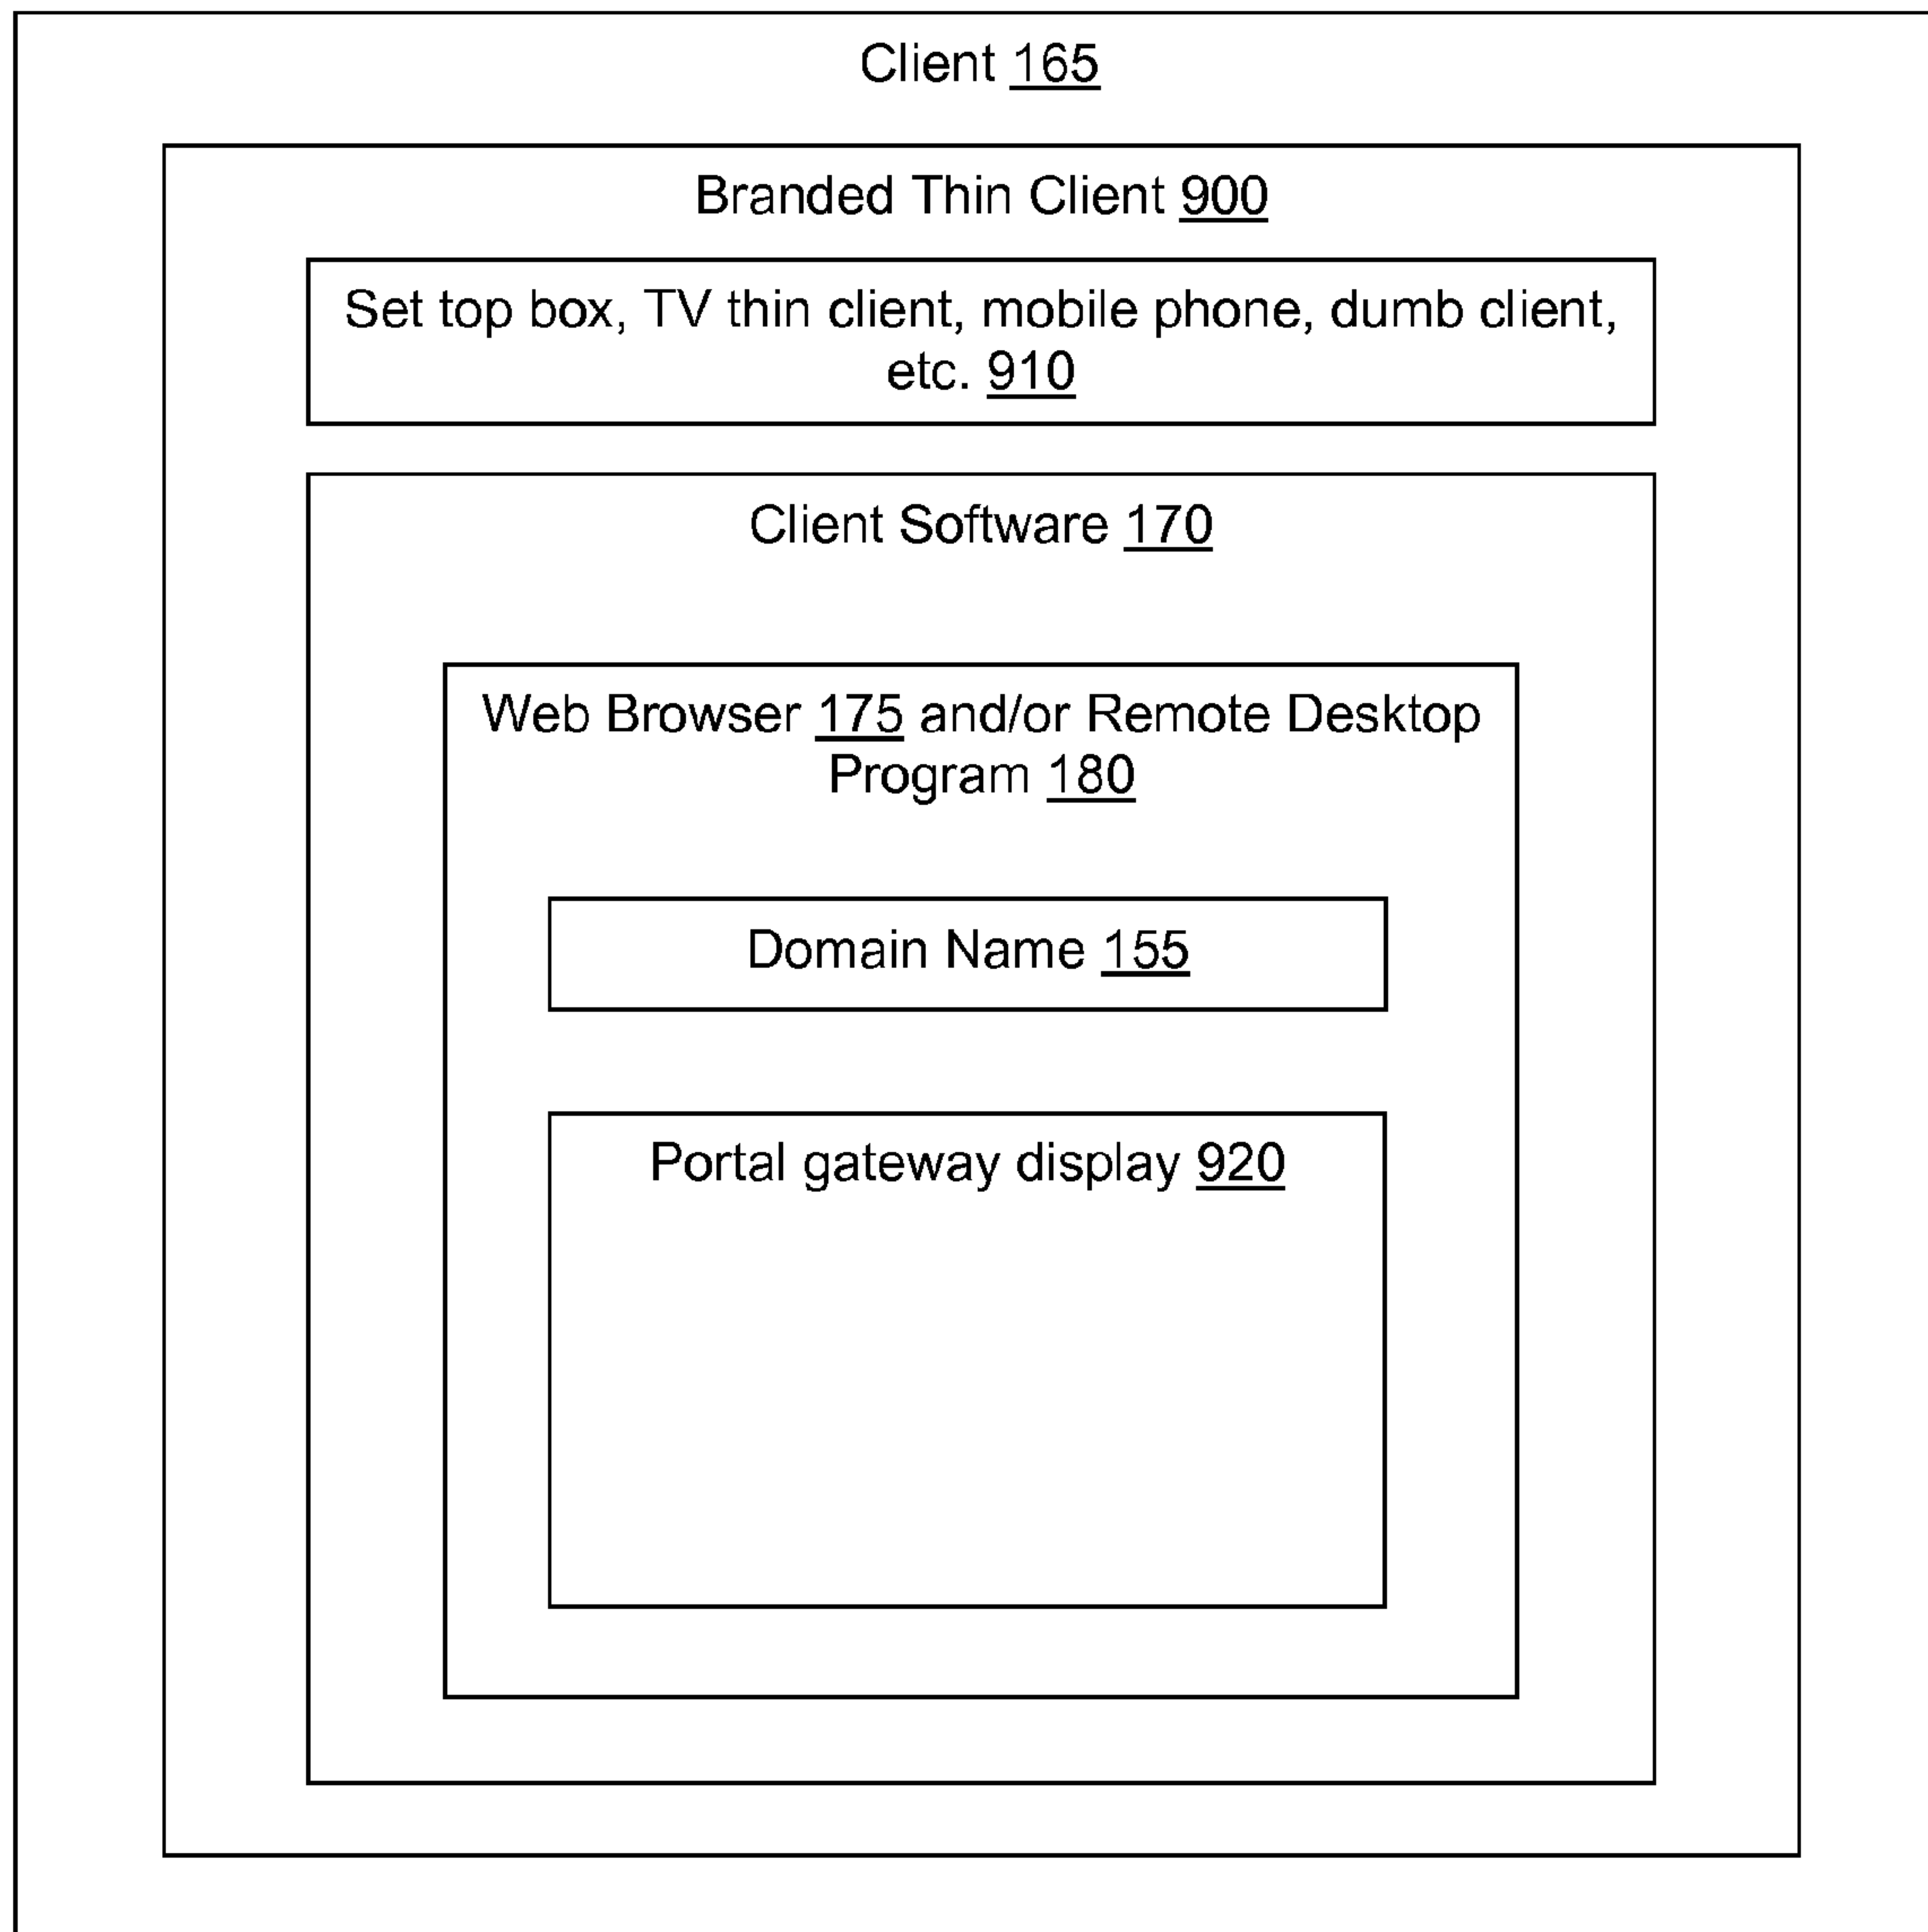 Client 165
Branded Thin Client 900
Set top box, TV thin client, mobile phone, dumb client,
etc. 910
Client Software 170
Web Browser 175 and/or Remote Desktop
Program 180
Domain Name 155
Portal gateway display 920